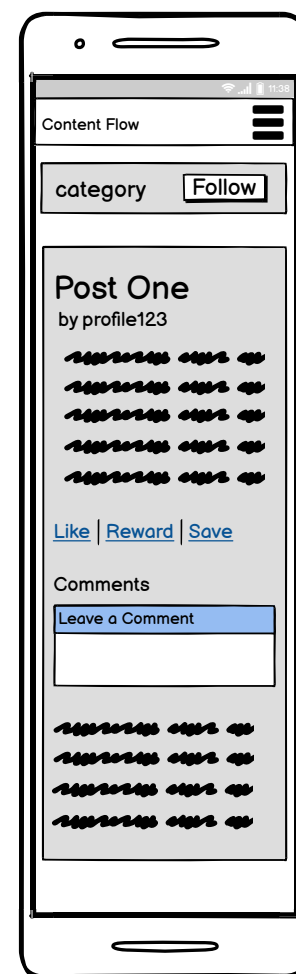 11:38
Content Flow
category Follow
Post One
by profile123
Like | Reward | Save
Comments
Leave a Comment